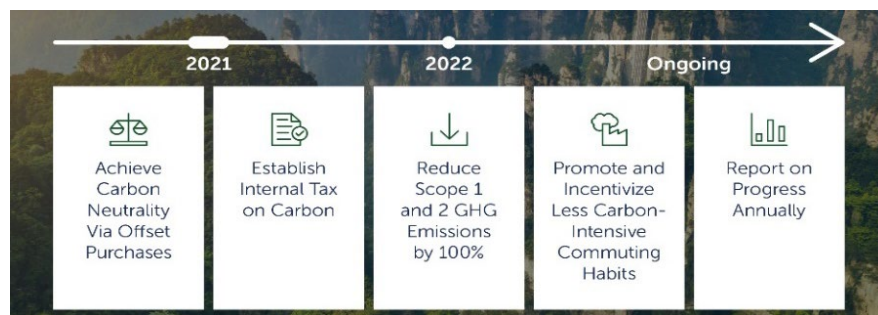 2021
2022
Ongoing
Achieve
Carbon
Neutrality
Via Offset
Purchases
Establish
Internal Tax
on Carbon
Reduce
Scope 1
and 2 GHG
Emissions
by 100%
Promote and
Incentivize
Less Carbon-
Intensive
Commuting
Habits
Report on
Progress
Annually